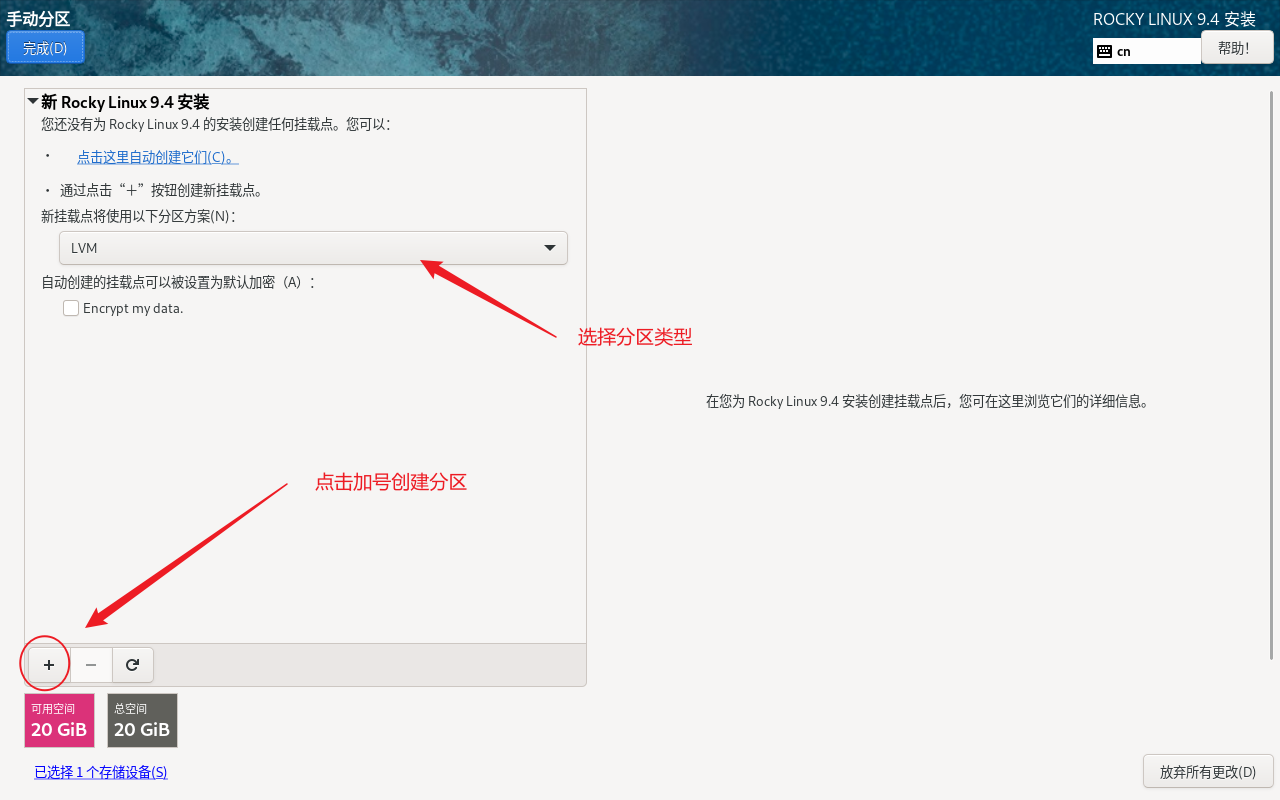 手动分区
ROCKY LINUX 9.4 安装
完成(D)
cn
帮助！
新 Rocky Linux 9.4 安装
您还没有为 Rocky Linux 9.4 的安装创建任何挂载点。您可以：
· 点击这里自动创建它们(C)。
· 通过点击“＋”按钮创建新挂载点。
新挂载点将使用以下分区方案(N)：
LVM
自动创建的挂载点可以被设置为默认加密（A）：
Encrypt my data.
选择分区类型
在您为 Rocky Linux 9.4 安装创建挂载点后，您可在这里浏览它们的详细信息。
点击加号创建分区
+ −
可用空间
20 GiB
总空间
20 GiB
已选择 1 个存储设备(S)
放弃所有更改(D)